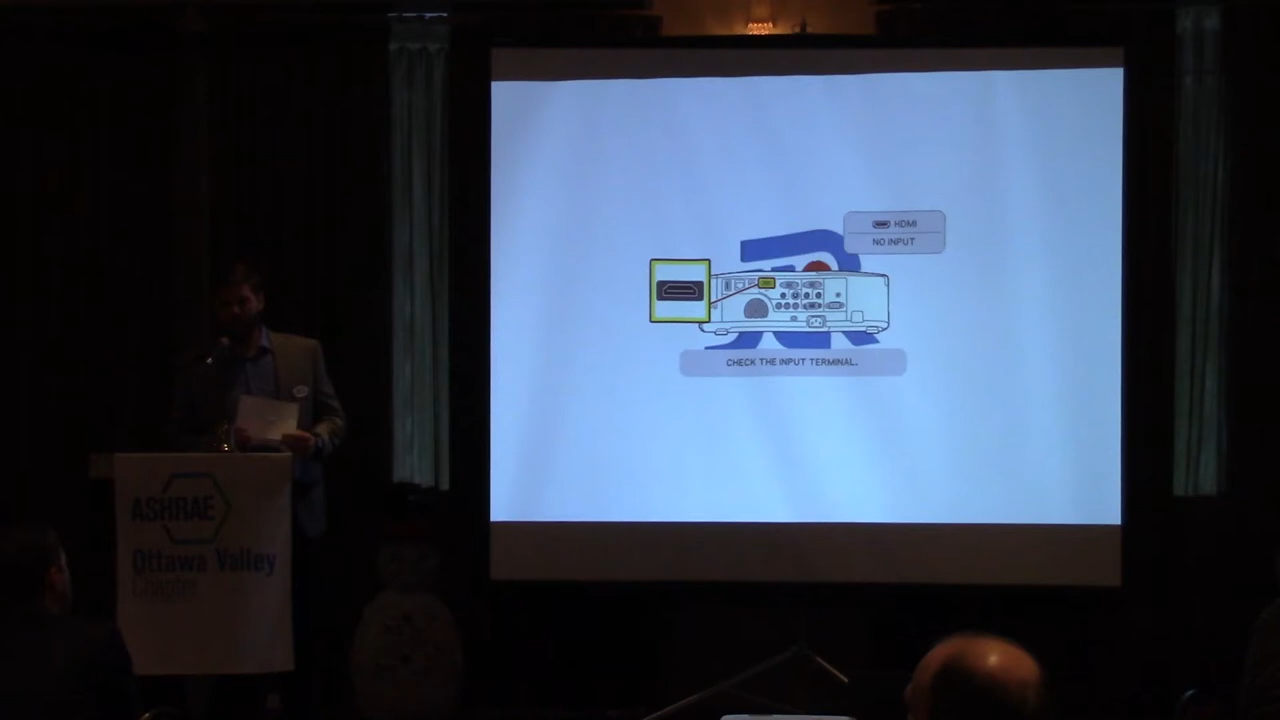 HDMI
NO INPUT
CHECK THE INPUT TERMINAL.
ASHRAE
Ottawa Valley
Chapter